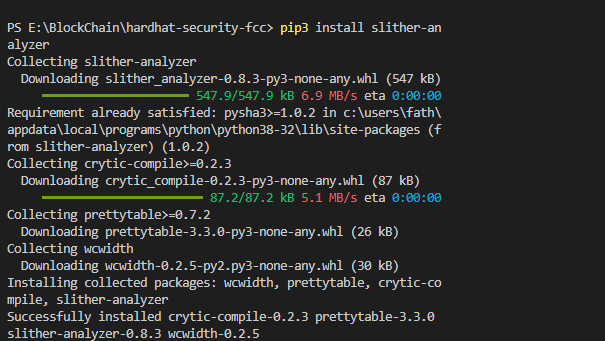 PS E:\BlockChain\hardhat-security-fcc> pip3 install slither-an
alyzer
Collecting slither-analyzer
  Downloading slither_analyzer-0.8.3-py3-none-any.whl (547 kB)
     ━━━━━━━━━━━━━━━━━━━━━ 547.9/547.9 kB 6.9 MB/s eta 0:00:00
Requirement already satisfied: pysha3>=1.0.2 in c:\users\fath\
appdata\local\programs\python\python38-32\lib\site-packages (f
rom slither-analyzer) (1.0.2)
Collecting crytic-compile>=0.2.3
  Downloading crytic_compile-0.2.3-py3-none-any.whl (87 kB)
     ━━━━━━━━━━━━━━━━━━━━━━━ 87.2/87.2 kB 5.1 MB/s eta 0:00:00
Collecting prettytable>=0.7.2
  Downloading prettytable-3.3.0-py3-none-any.whl (26 kB)
Collecting wcwidth
  Downloading wcwidth-0.2.5-py2.py3-none-any.whl (30 kB)
Installing collected packages: wcwidth, prettytable, crytic-co
mpile, slither-analyzer
Successfully installed crytic-compile-0.2.3 prettytable-3.3.0
slither-analyzer-0.8.3 wcwidth-0.2.5